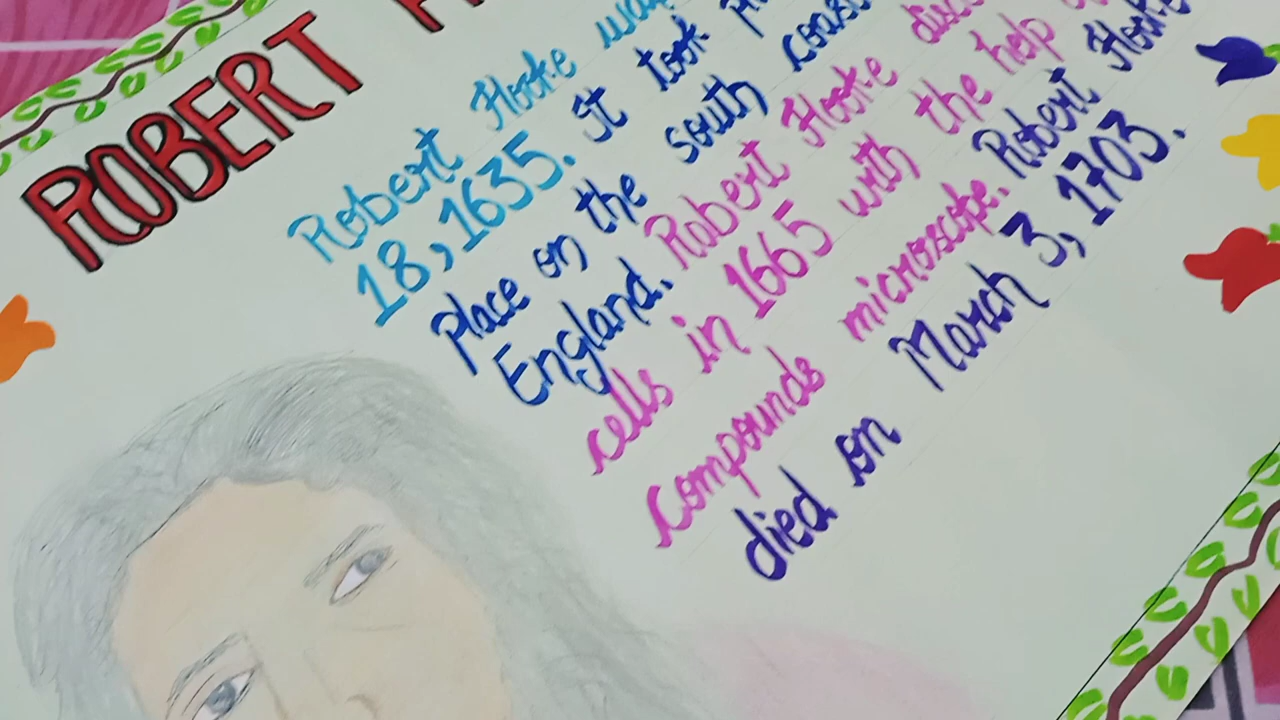 ROBERT
Robert Hooke was
18, 1635. It took
Place on the south coast
England. Robert Hooke
cells in 1665 with the help
Compounds microscope. Robert Hooke
died on March 3, 1703.